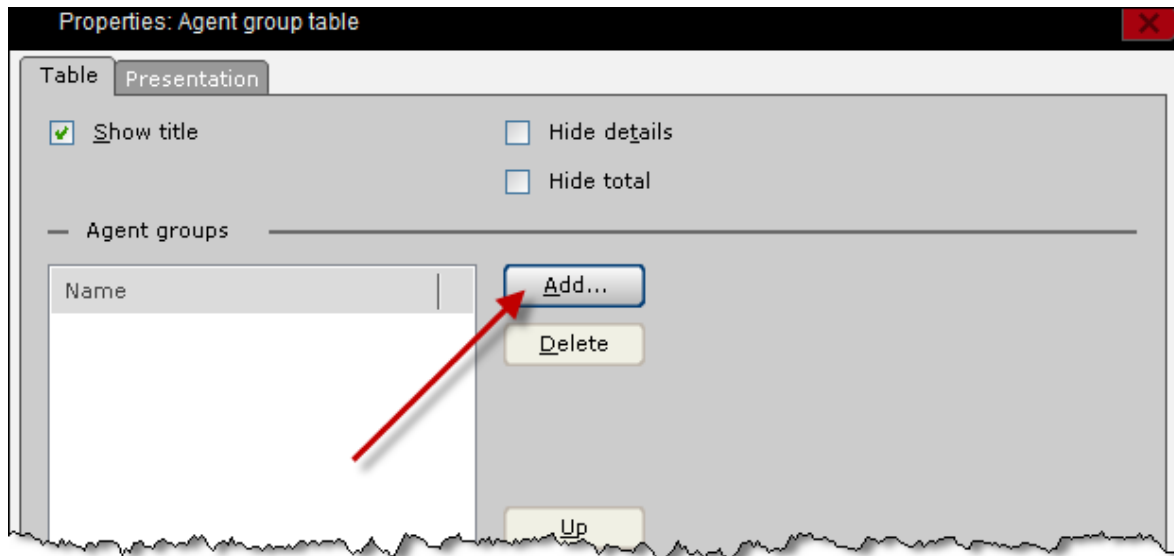 Properties: Agent group table
Table Presentation
Show title Hide details
Hide total
Agent groups
Name Add...
Delete
Up